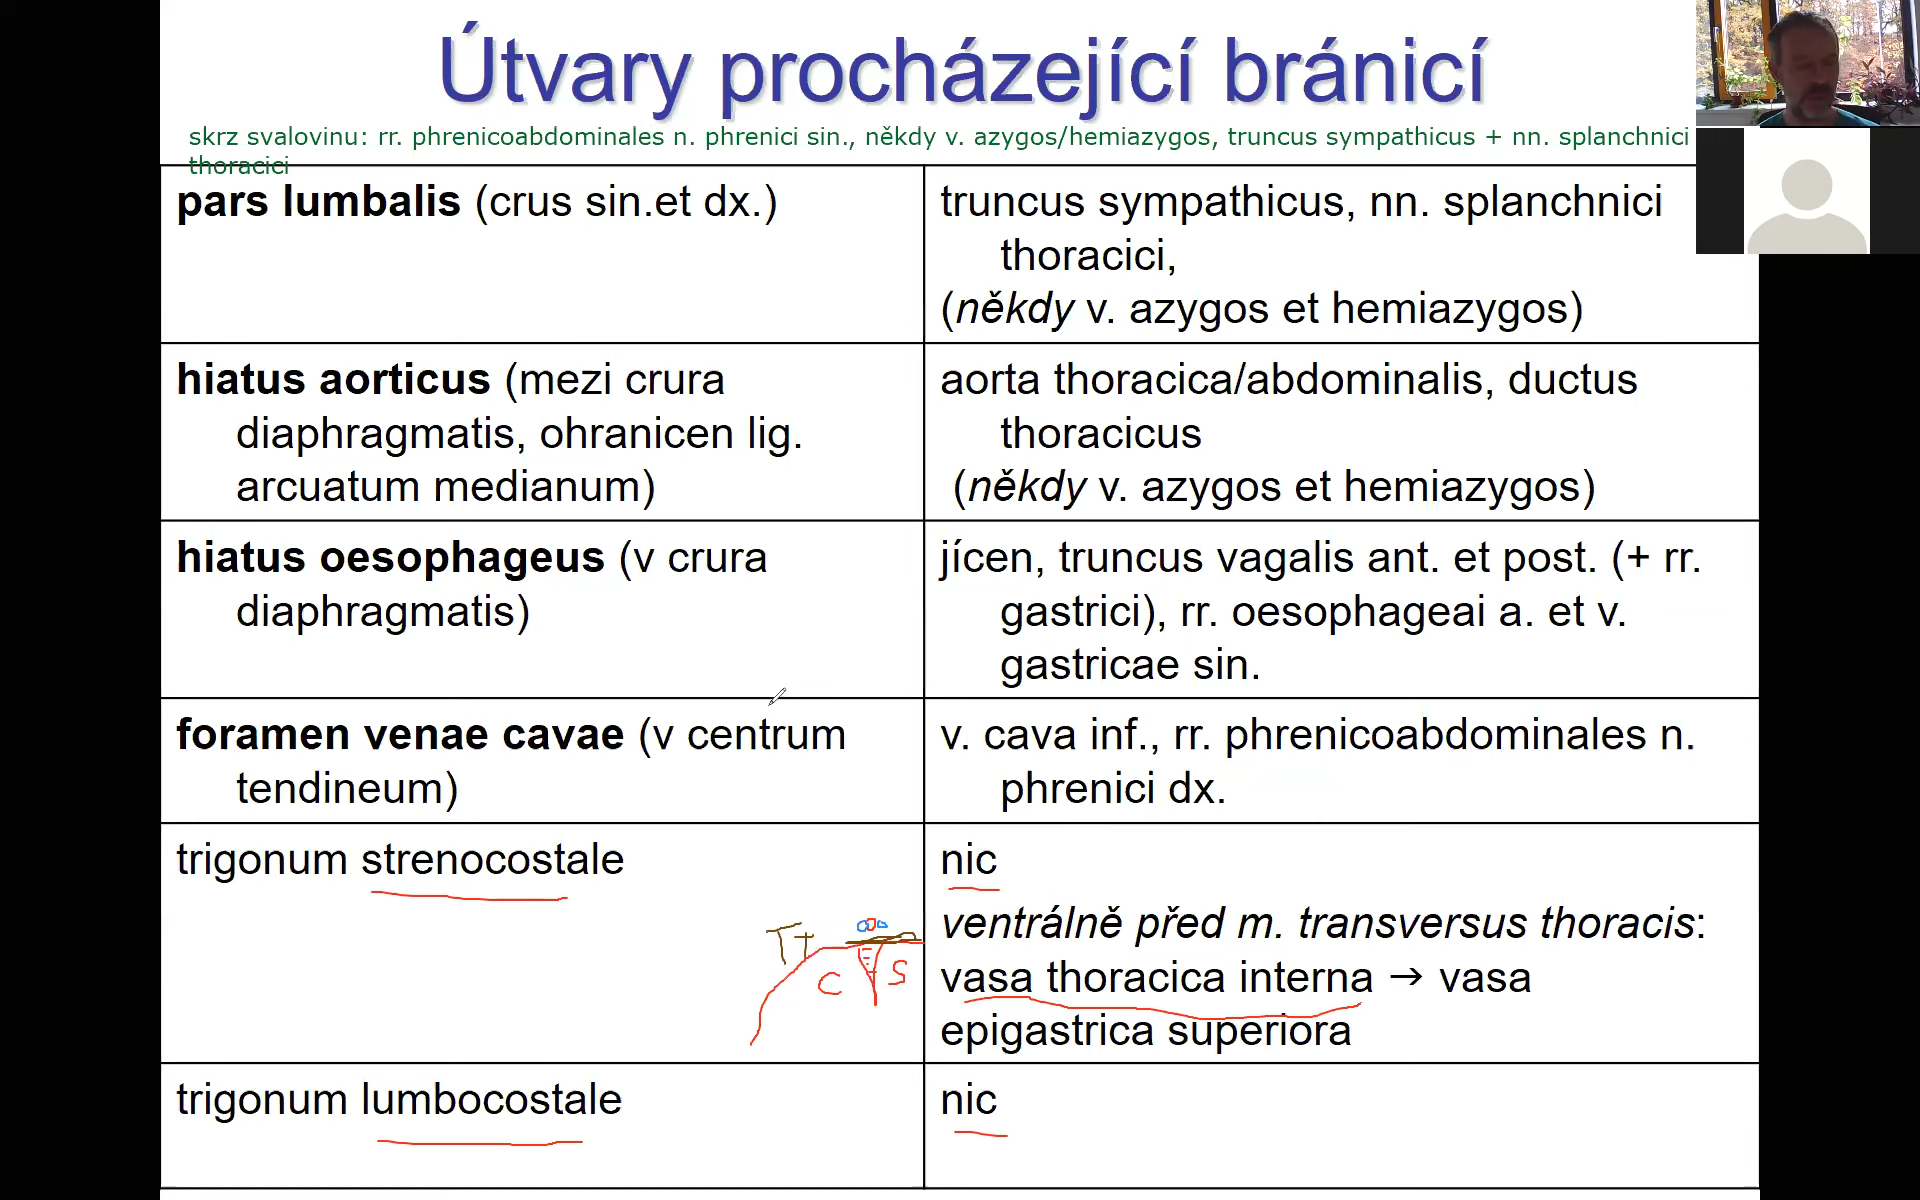 Útvary procházející bránicí
skrz svalovinu: rr. phrenicoabdominales n. phrenici sin., někdy v. azygos/hemiazygos, truncus sympathicus + nn. splanchnici
thoracici
pars lumbalis (crus sin.et dx.)
truncus sympathicus, nn. splanchnici
thoracici,
(někdy v. azygos et hemiazygos)
hiatus aorticus (mezi crura
diaphragmatis, ohranicen lig.
arcuatum medianum)
aorta thoracica/abdominalis, ductus
thoracicus
(někdy v. azygos et hemiazygos)
hiatus oesophageus (v crura
diaphragmatis)
jícen, truncus vagalis ant. et post. (+ rr.
gastrici), rr. oesophageai a. et v.
gastricae sin.
foramen venae cavae (v centrum
tendineum)
v. cava inf., rr. phrenicoabdominales n.
phrenici dx.
trigonum strenocostale
nic
ventrálně před m. transversus thoracis:
vasa thoracica interna → vasa
epigastrica superiora
Tt
C S
trigonum lumbocostale
nic